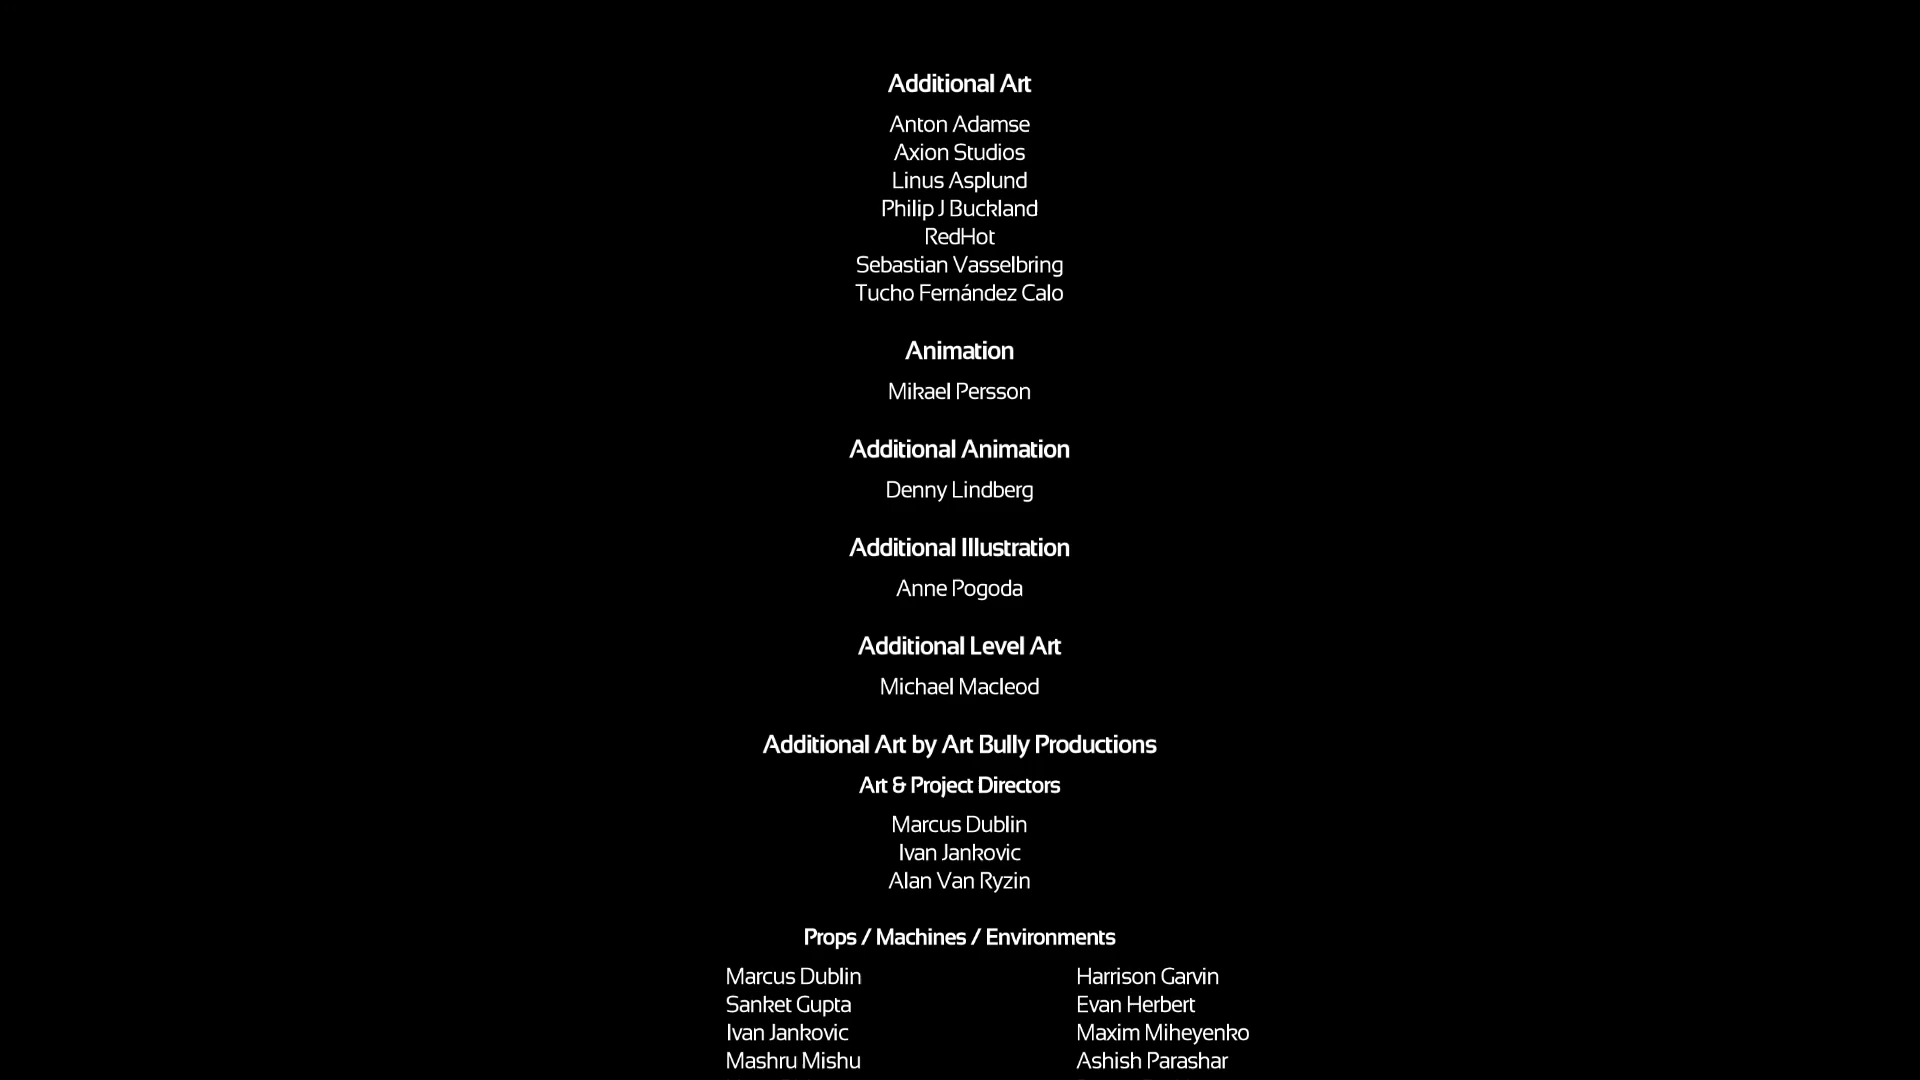 Additional Art
Anton Adamse
Axion Studios
Linus Asplund
Philip J Buckland
RedHot
Sebastian Vasselbring
Tucho Fernández Calo
Animation
Mikael Persson
Additional Animation
Denny Lindberg
Additional Illustration
Anne Pogoda
Additional Level Art
Michael Macleod
Additional Art by Art Bully Productions
Art & Project Directors
Marcus Dublin
Ivan Jankovic
Alan Van Ryzin
Props / Machines / Environments
Marcus Dublin
Sanket Gupta
Ivan Jankovic
Mashru Mishu
Harrison Garvin
Evan Herbert
Maxim Miheyenko
Ashish Parashar